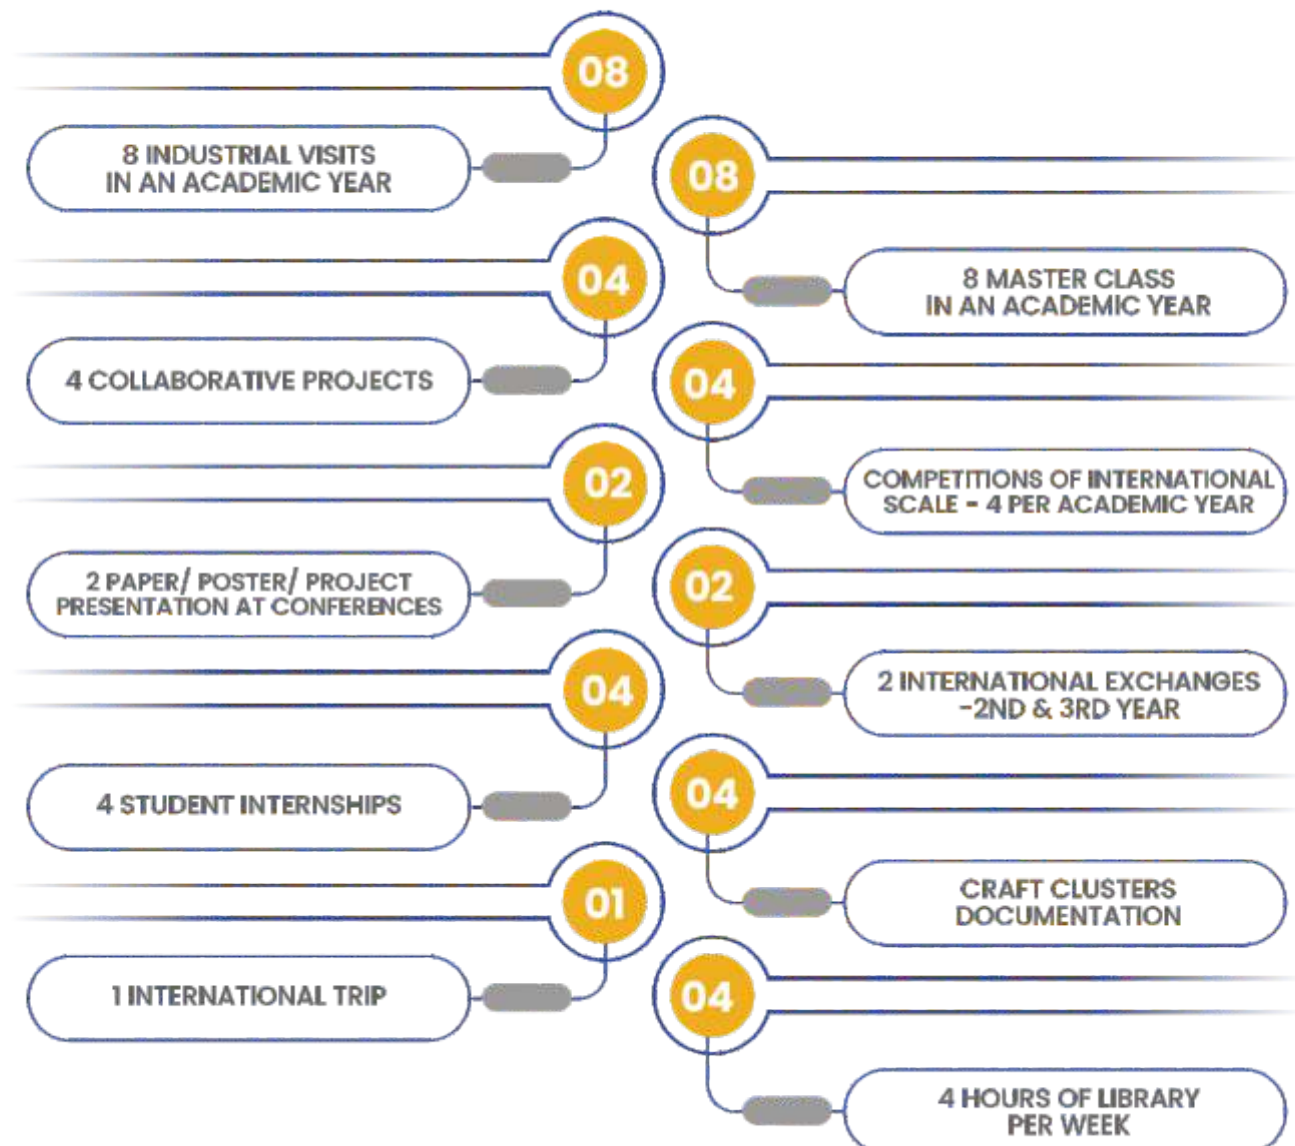 08
8 INDUSTRIAL VISITS
IN AN ACADEMIC YEAR
08
8 MASTER CLASS
IN AN ACADEMIC YEAR
04
4 COLLABORATIVE PROJECTS
04
COMPETITIONS OF INTERNATIONAL
SCALE - 4 PER ACADEMIC YEAR
02
2 PAPER/ POSTER/ PROJECT
PRESENTATION AT CONFERENCES
02
2 INTERNATIONAL EXCHANGES
-2ND & 3RD YEAR
04
4 STUDENT INTERNSHIPS
04
CRAFT CLUSTERS
DOCUMENTATION
01
1 INTERNATIONAL TRIP
04
4 HOURS OF LIBRARY
PER WEEK